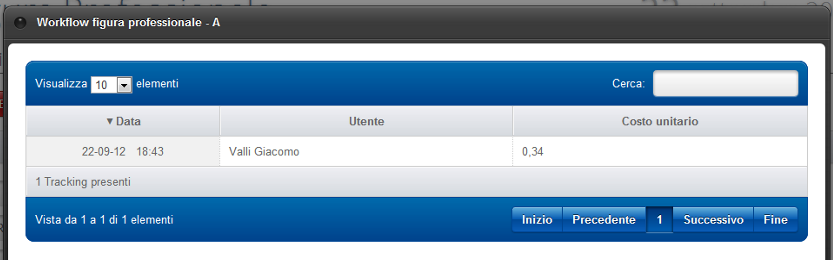 Workflow figura professionale - A
Visualizza 10 elementi
Cerca:
Data Utente Costo unitario
22-09-12 18:43 Valli Giacomo 0,34
1 Tracking presenti
Vista da 1 a 1 di 1 elementi
Inizio Precedente 1 Successivo Fine